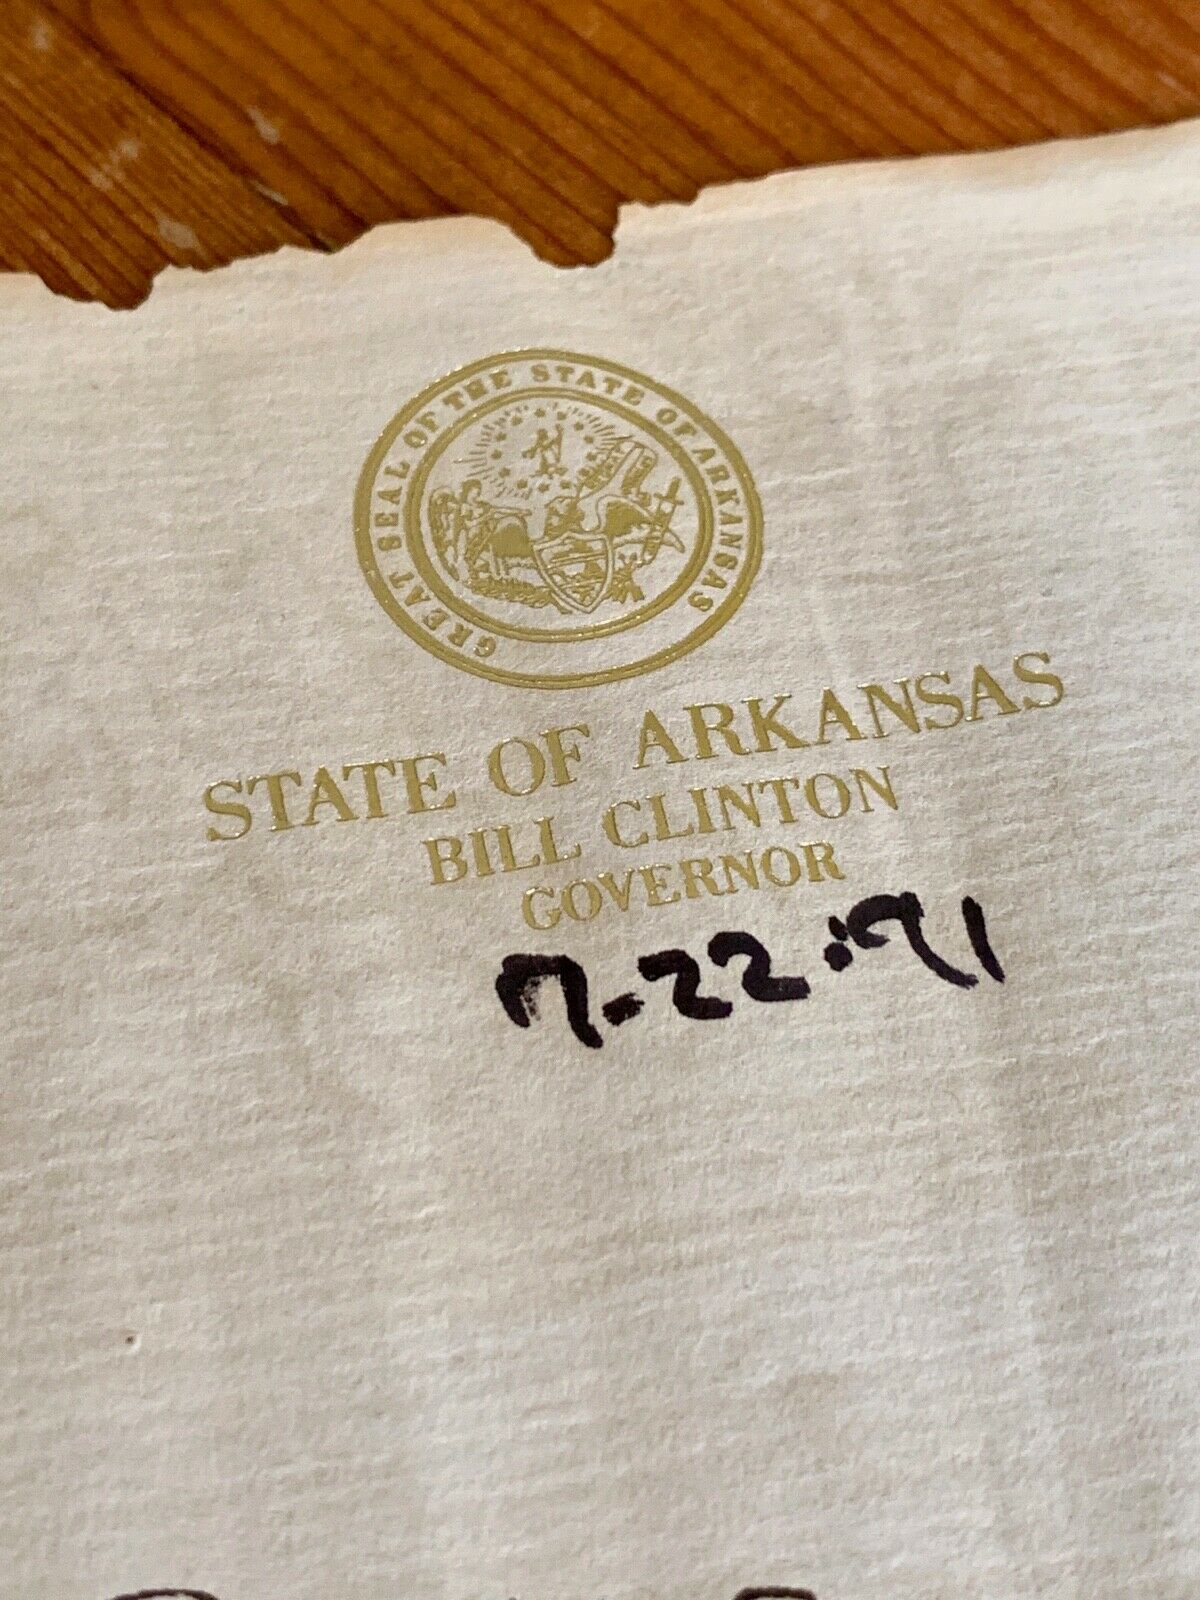 GREAT SEAL OF THE STATE OF ARKANSAS
STATE OF ARKANSAS
BILL CLINTON
GOVERNOR
7-22-91